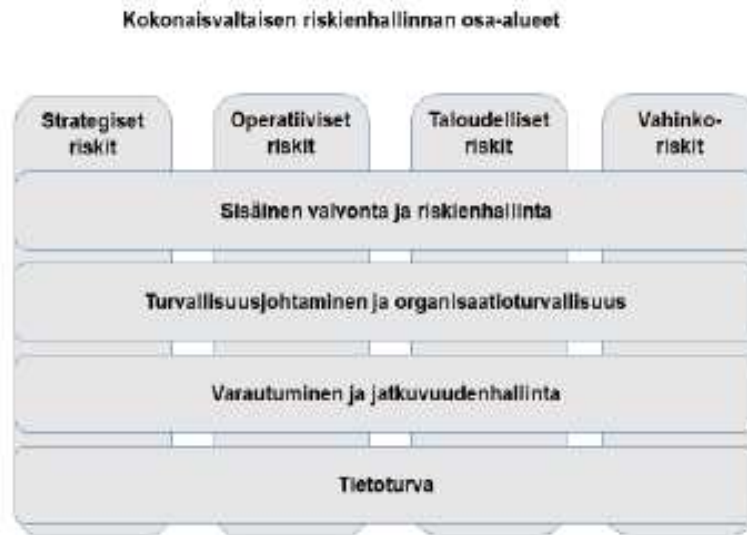 Kokonaisvaltaisen riskienhallinnan osa-alueet
Strategiset
riskit
Operatiiviset
riskit
Taloudelliset
riskit
Vahinko-
riskit
Sisäinen valvonta ja riskienhallinta
Turvallisuusjohtaminen ja organisaatioturvallisuus
Varautuminen ja jatkuvuudenhallinta
Tietoturva